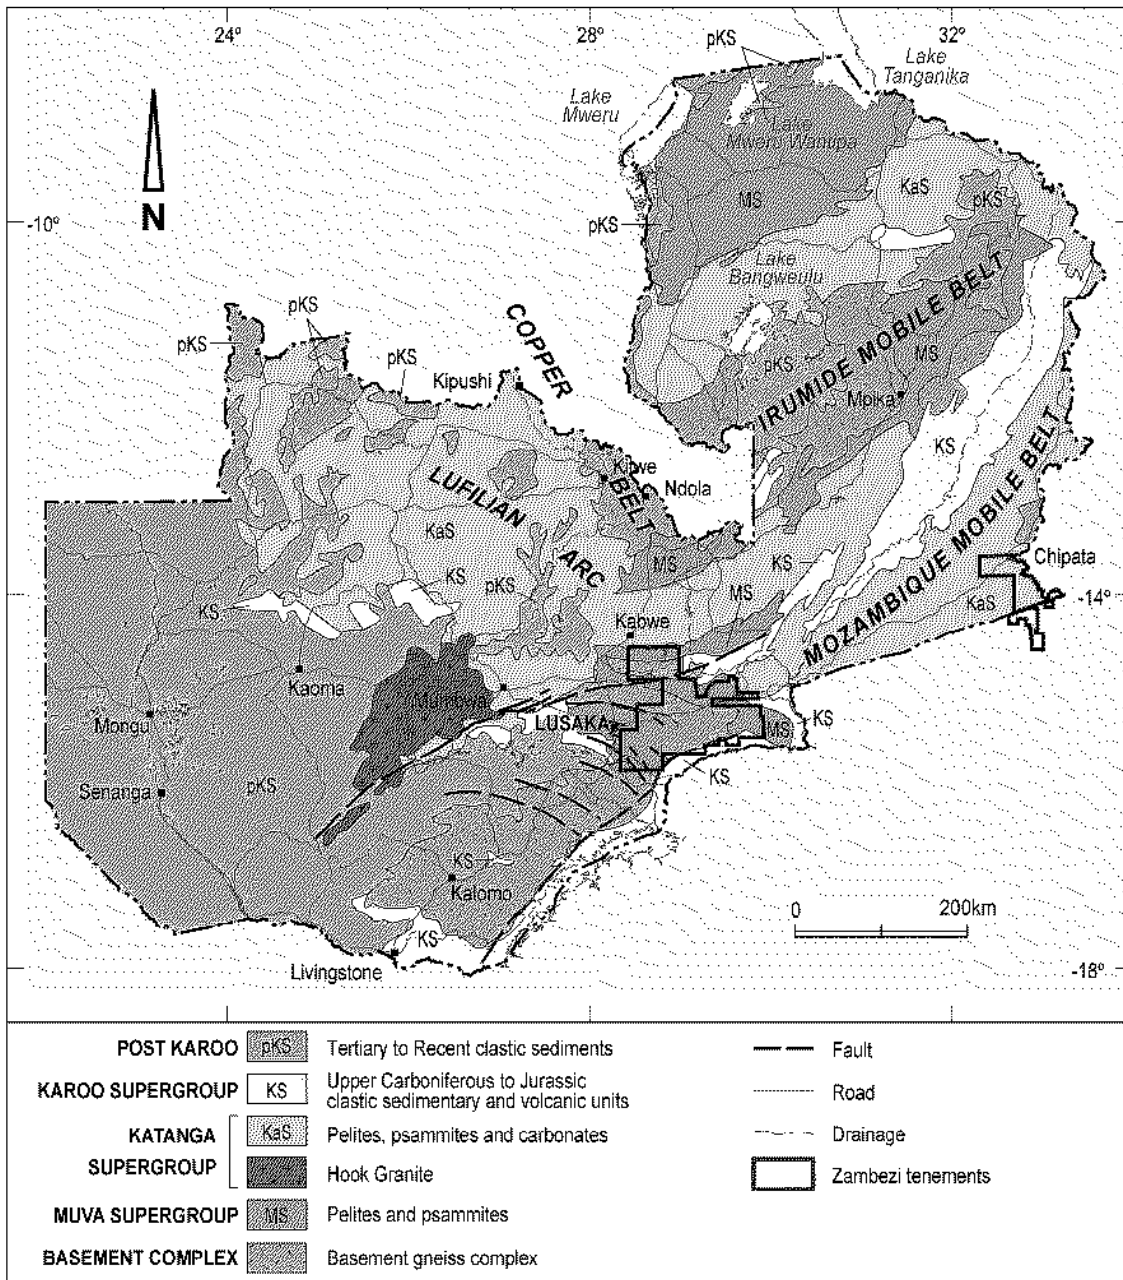 24°
28°
32°
pKS
Lake
Tanganika
Lake
Mweru
Lake
Mweru Wantipa
KaS
MS
pKS
N
-10°
pKS
Lake
Bangweulu
pKS
pKS
COPPER
BELT
pKS
Kipushi
IRUMIDE MOBILE BELT
MS
pKS
Mpika
KS
Kitwe
Ndola
LUFILIAN
ARC
KaS
MOZAMBIQUE MOBILE BELT
Chipata
MS
KS
KS
pKS
MS
KS
KaS
-14°
Kabwe
Kaoma
Mumbwa
Mongu
LUSAKA
KS
MS
KS
Senanga
pKS
KS
Kalomo
0
200km
KS
Livingstone
-18°
POST KAROO
pKS
Tertiary to Recent clastic sediments
KAROO SUPERGROUP
KS
Upper Carboniferous to Jurassic
clastic sedimentary and volcanic units
KATANGA
SUPERGROUP
KaS
Pelites, psammites and carbonates
Hook Granite
MUVA SUPERGROUP
MS
Pelites and psammites
BASEMENT COMPLEX
Basement gneiss complex
Fault
Road
Drainage
Zambezi tenements